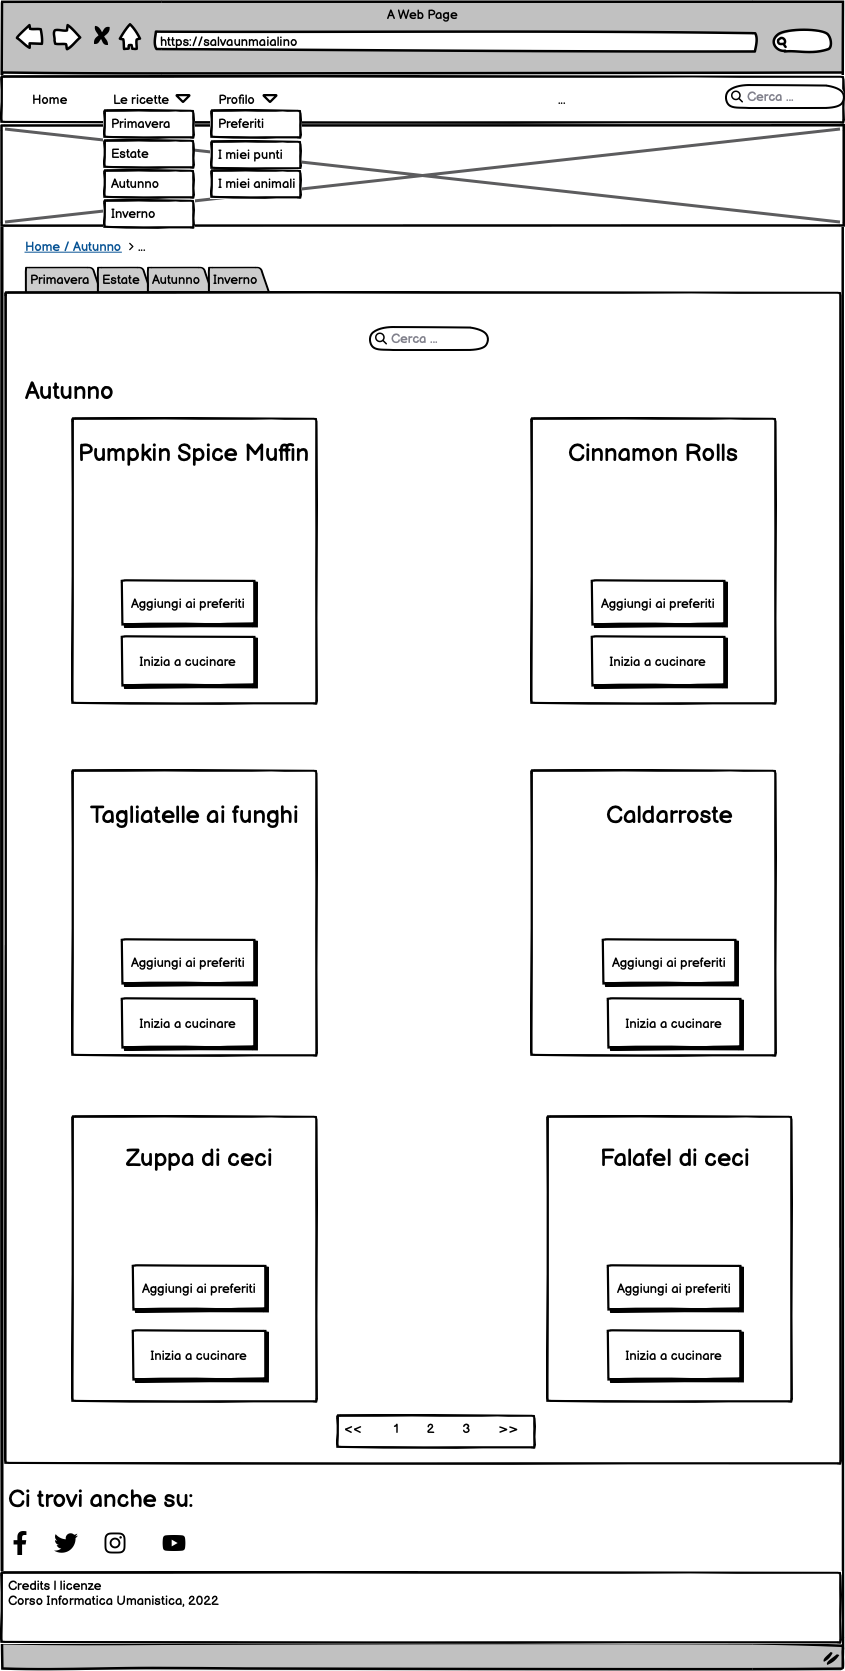 A Web Page
https://salvaunmaialino
Home
Le ricette
Profilo
...
Cerca ...
Primavera
Preferiti
Estate
I miei punti
Autunno
I miei animali
Inverno
Home / Autunno > ...
Primavera
Estate
Autunno
Inverno
Cerca ...
Autunno
Pumpkin Spice Muffin
Cinnamon Rolls
Aggiungi ai preferiti
Aggiungi ai preferiti
Inizia a cucinare
Inizia a cucinare
Tagliatelle ai funghi
Caldarroste
Aggiungi ai preferiti
Aggiungi ai preferiti
Inizia a cucinare
Inizia a cucinare
Zuppa di ceci
Falafel di ceci
Aggiungi ai preferiti
Aggiungi ai preferiti
Inizia a cucinare
Inizia a cucinare
<< 1 2 3 >>
Ci trovi anche su:
Credits | licenze
Corso Informatica Umanistica, 2022